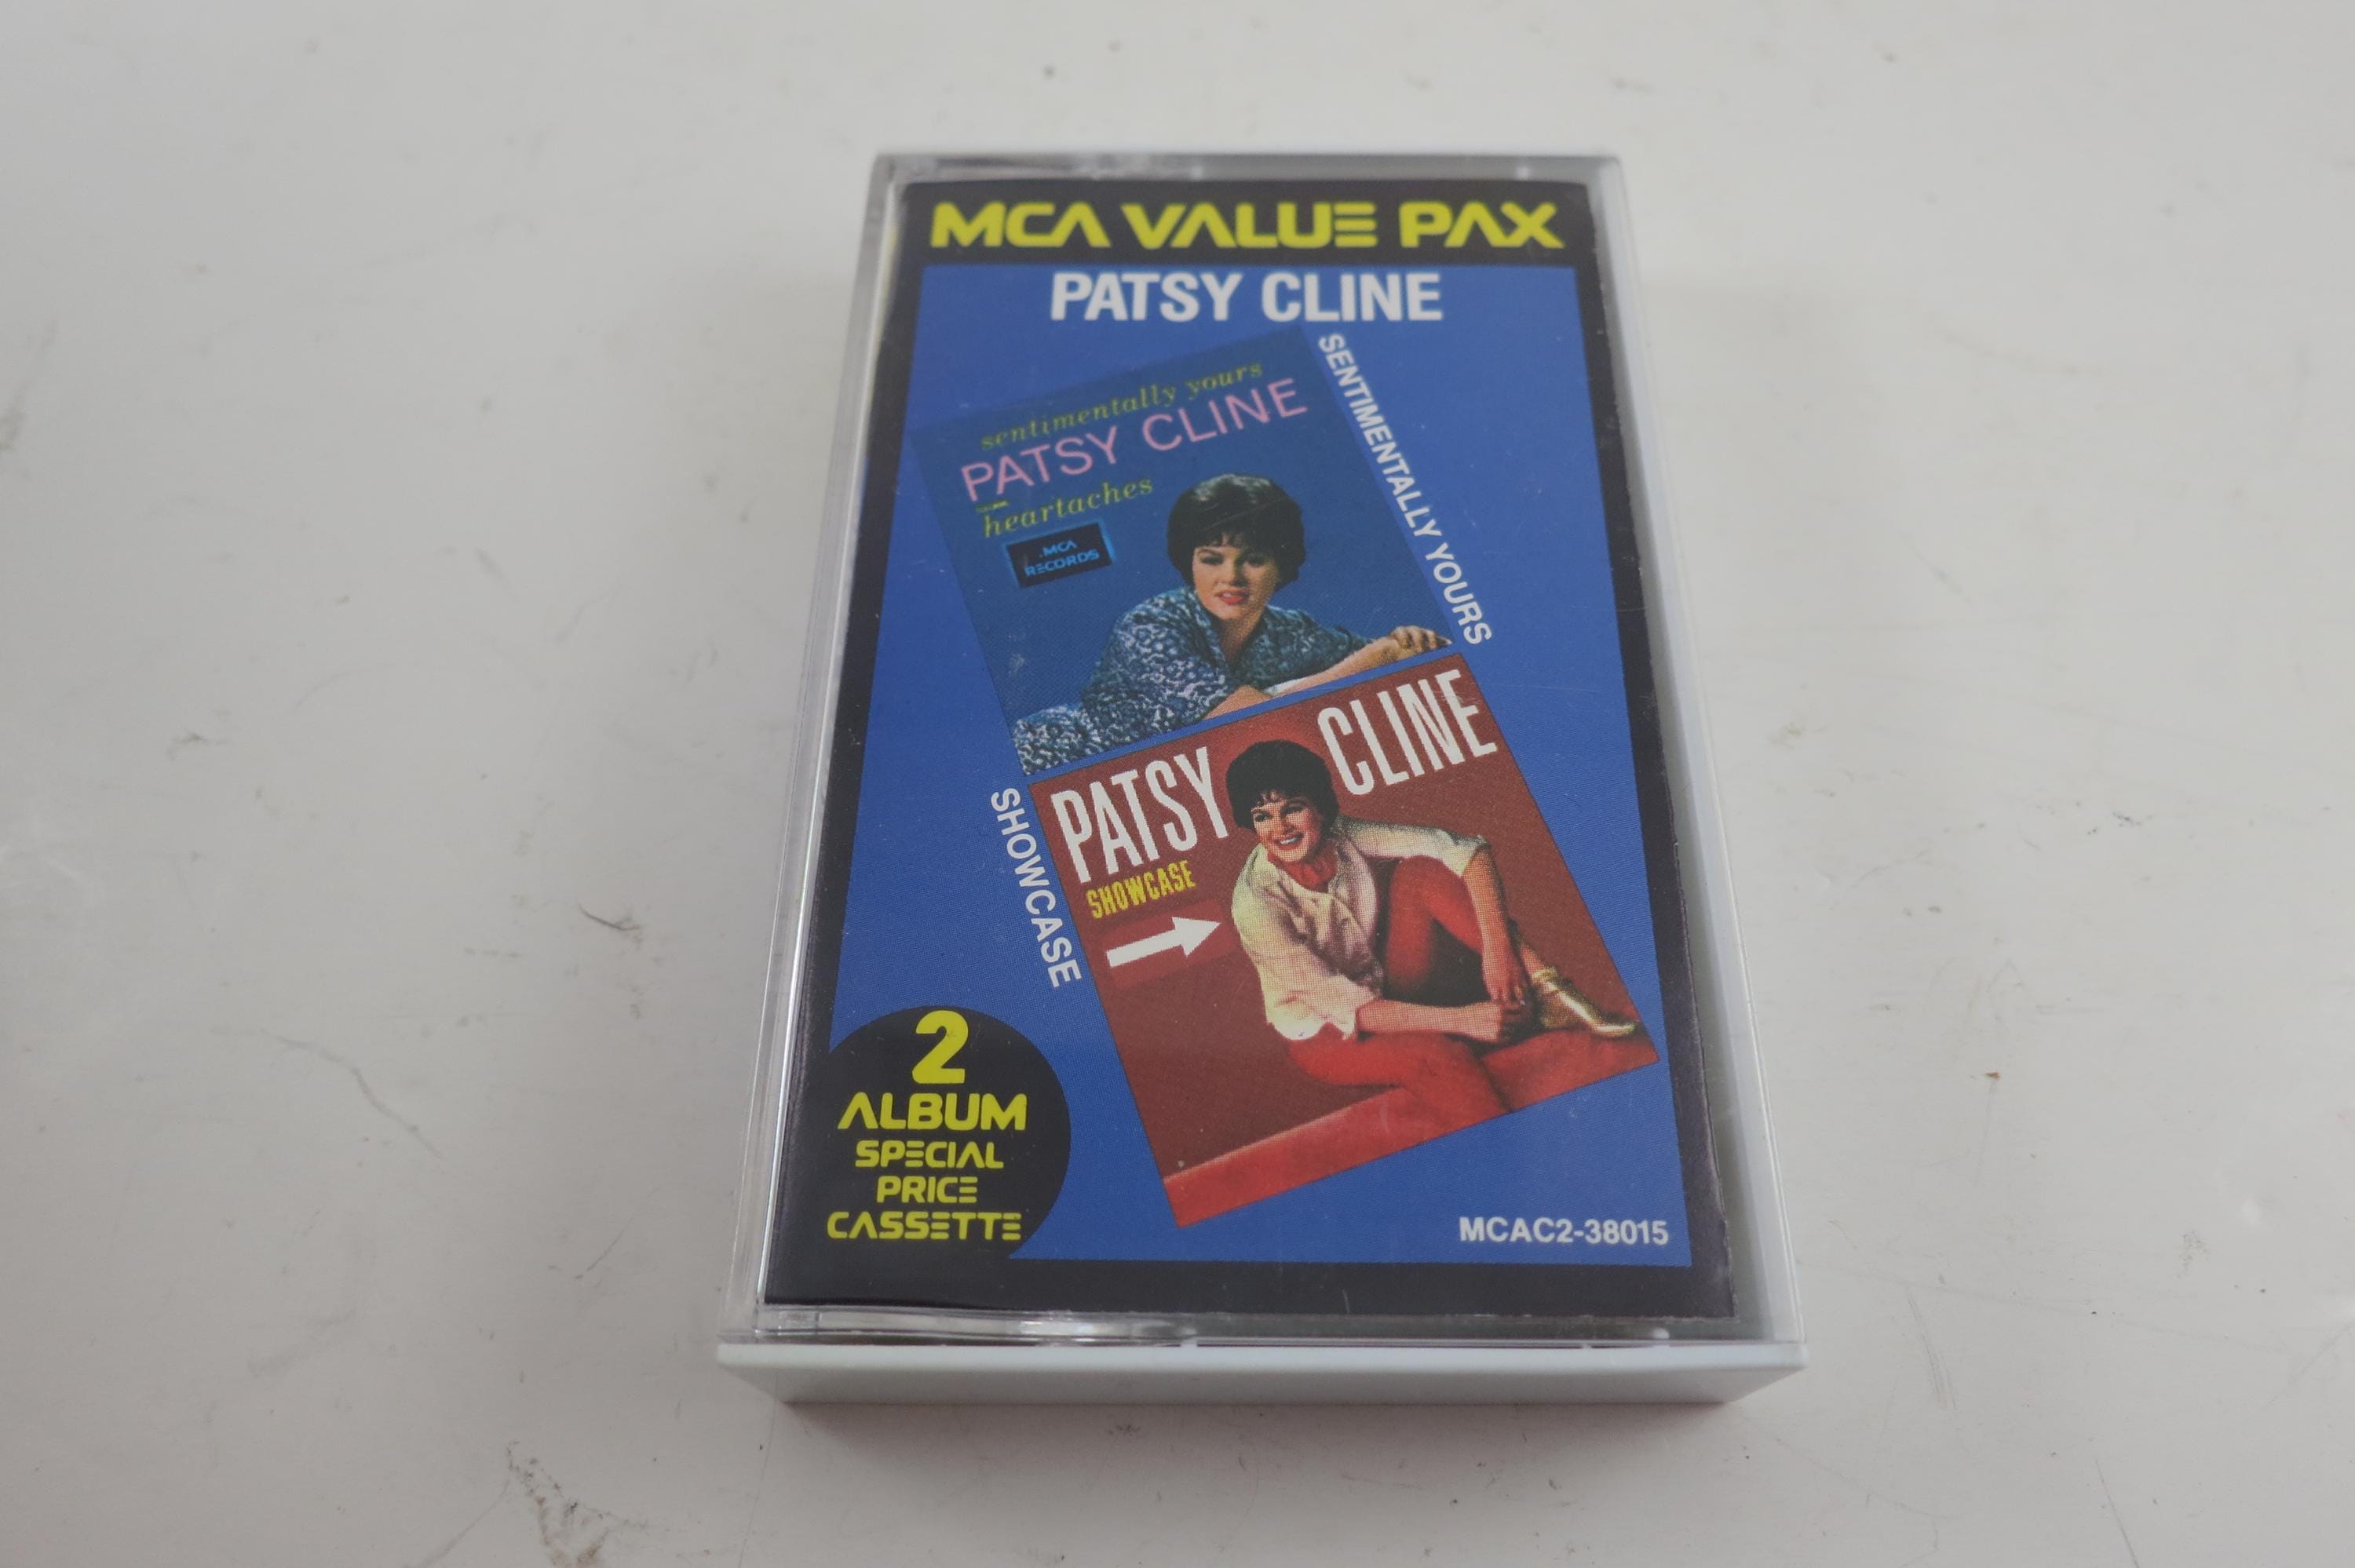 MCA VALUE PAX
PATSY CLINE
sentimentally yours
PATSY CLINE
heartaches
MCA
RECORDS
SENTIMENTALLY YOURS
PATSY CLINE
SHOWCASE
SHOWCASE
2
ALBUM
SPECIAL
PRICE
CASSETTE
MCAC2-38015